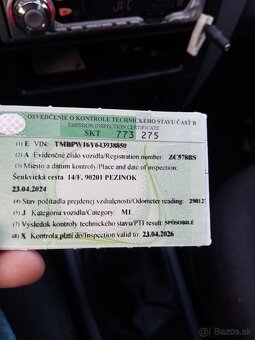 OSVEDČENIE O KONTROLE TECHNICKÉHO STAVU ČASŤ B
EMISSION INSPECTION CERTIFICATE
SKT 773 275
(1) E VIN: TMBPW16Y643938850
(2) A Evidenčné číslo vozidla/Registration number: ZC578BS
(3) Miesto a dátum kontroly/Place and date of inspection:
Šenkvická cesta 14/F, 90201 PEZINOK
23.04.2024
(4) Stav počítadla prejdenej vzdialenosti/Odometer reading: 29012
(5) J Kategória vozidla/Category: M1
(7) Výsledok kontroly technického stavu/PTI result: SPÔSOBILÉ
(8) X Kontrola platí do/Inspection valid to: 23.04.2026
bazos.sk